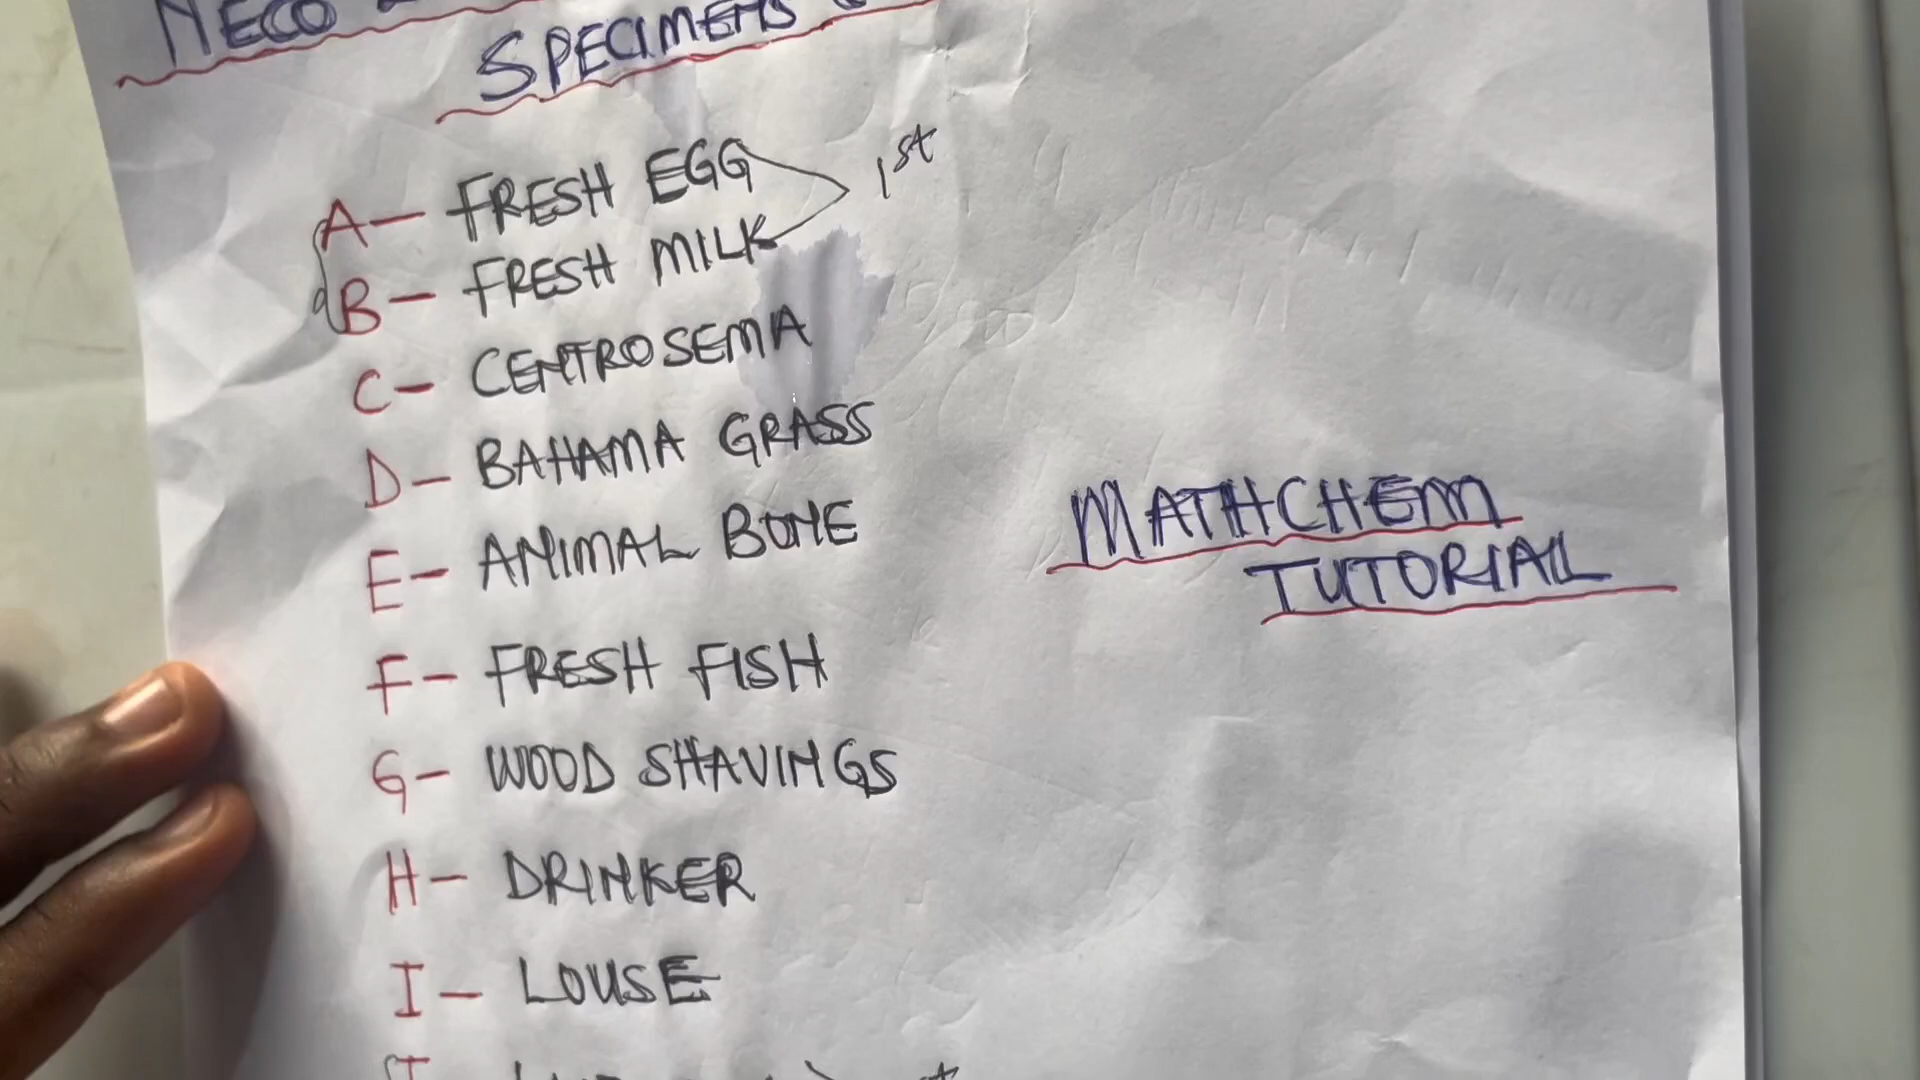 NECO
SPECIMENS
A- FRESH EGG
1st
B- FRESH MILK
C- CENTROSEMA
D- BAHAMA GRASS
E- ANIMAL BONE
MATHCHEM
TUTORIAL
F- FRESH FISH
G- WOOD SHAVINGS
H- DRINKER
I- LOUSE